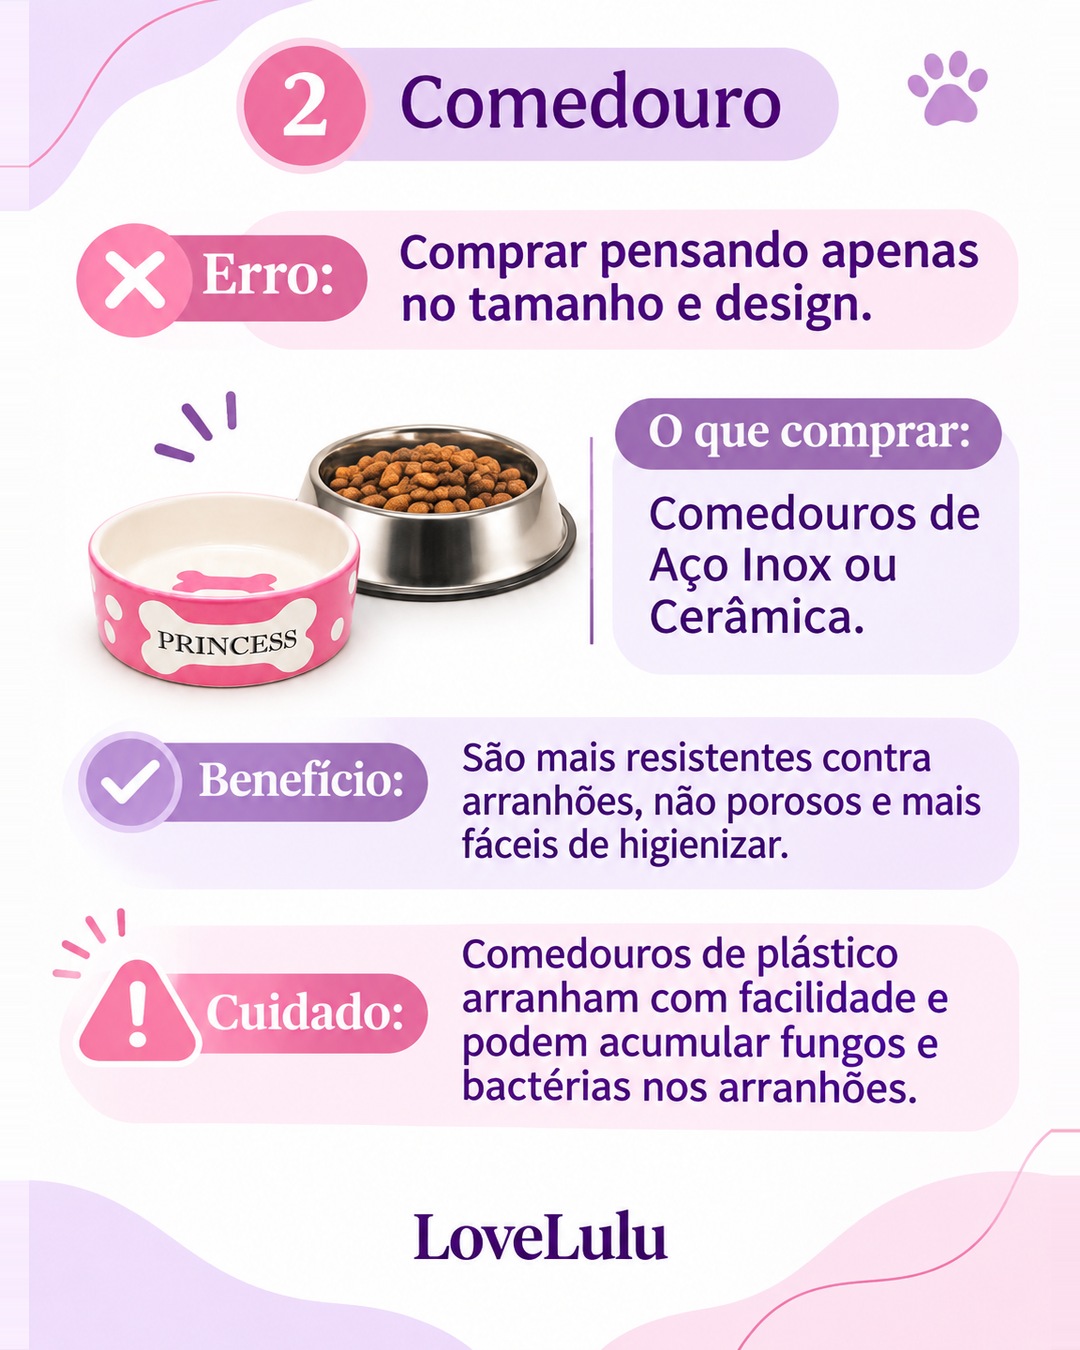 2
Comedouro
Erro:
Comprar pensando apenas
no tamanho e design.
PRINCESS
O que comprar:
Comedouros de
Aço Inox ou
Cerâmica.
Benefício:
São mais resistentes contra
arranhões, não porosos e mais
fáceis de higienizar.
Cuidado:
Comedouros de plástico
arranham com facilidade e
podem acumular fungos e
bactérias nos arranhões.
LoveLulu